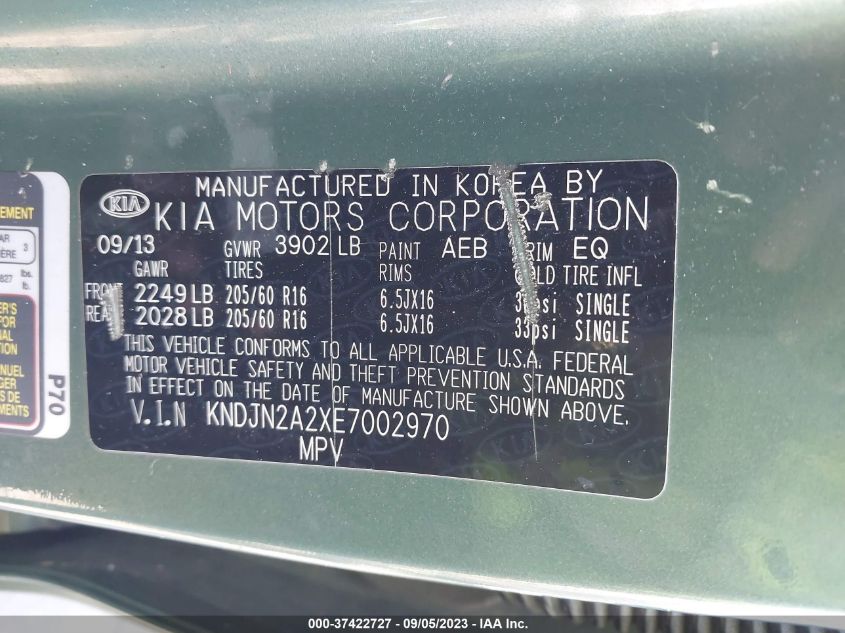 MANUFACTURED IN KOREA BY
KIA KIA MOTORS CORPORATION
09/13 GVWR 3902 LB PAINT AEB TRIM EQ
GAWR TIRES RIMS COLD TIRE INFL
FRONT 2249 LB 205/60 R16 6.5JX16 SINGLE
REAR 2028 LB 205/60 R16 6.5JX16 33psi SINGLE
THIS VEHICLE CONFORMS TO ALL APPLICABLE U.S.A. FEDERAL
MOTOR VEHICLE SAFETY AND THEFT PREVENTION STANDARDS
IN EFFECT ON THE DATE OF MANUFACTURE SHOWN ABOVE.
V.I.N KNDJN2A2XE7002970
MPV
P70
000-37422727 - 09/05/2023 - © IAA, Inc.